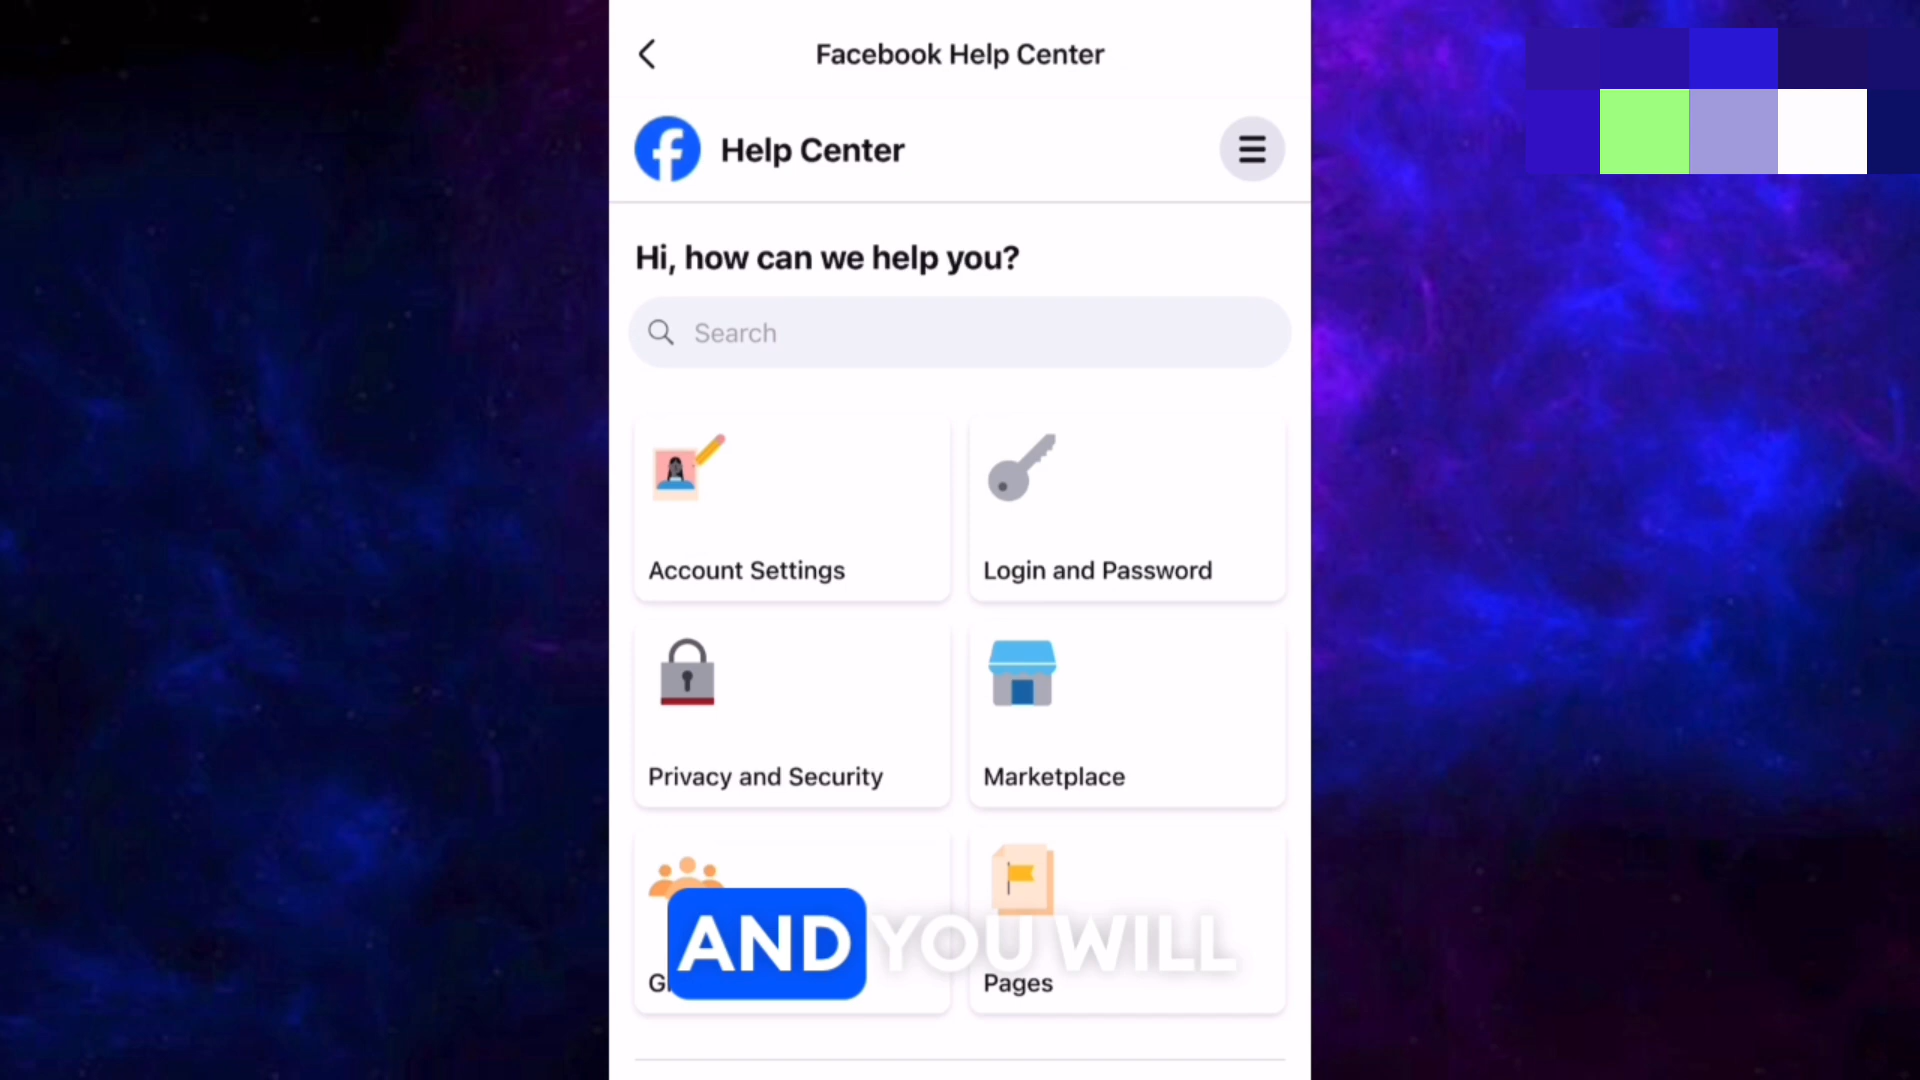 Facebook Help Center
Help Center
Hi, how can we help you?
Search
Account Settings
Login and Password
Privacy and Security
Marketplace
AND YOU WILL
Pages